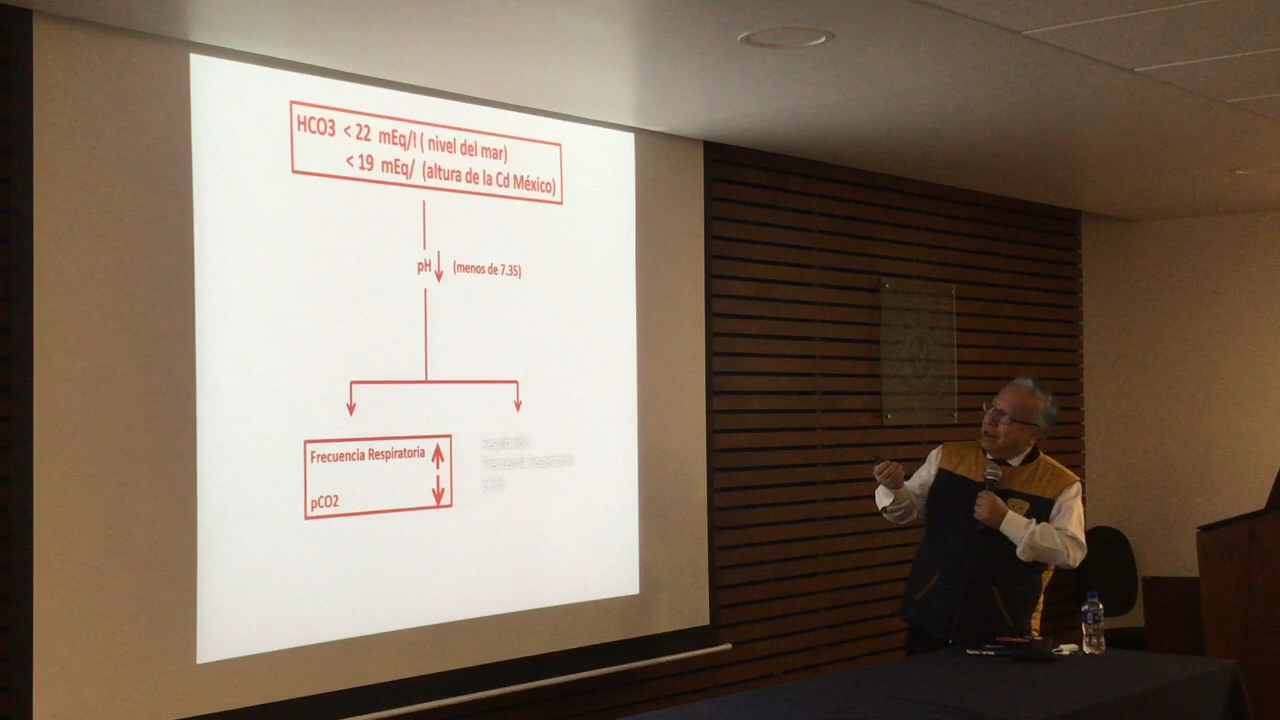 HCO3 < 22 mEq/l ( nivel del mar)
< 19 mEq/ (altura de la Cd México)
pH (menos de 7.35)
Frecuencia Respiratoria
pCO2